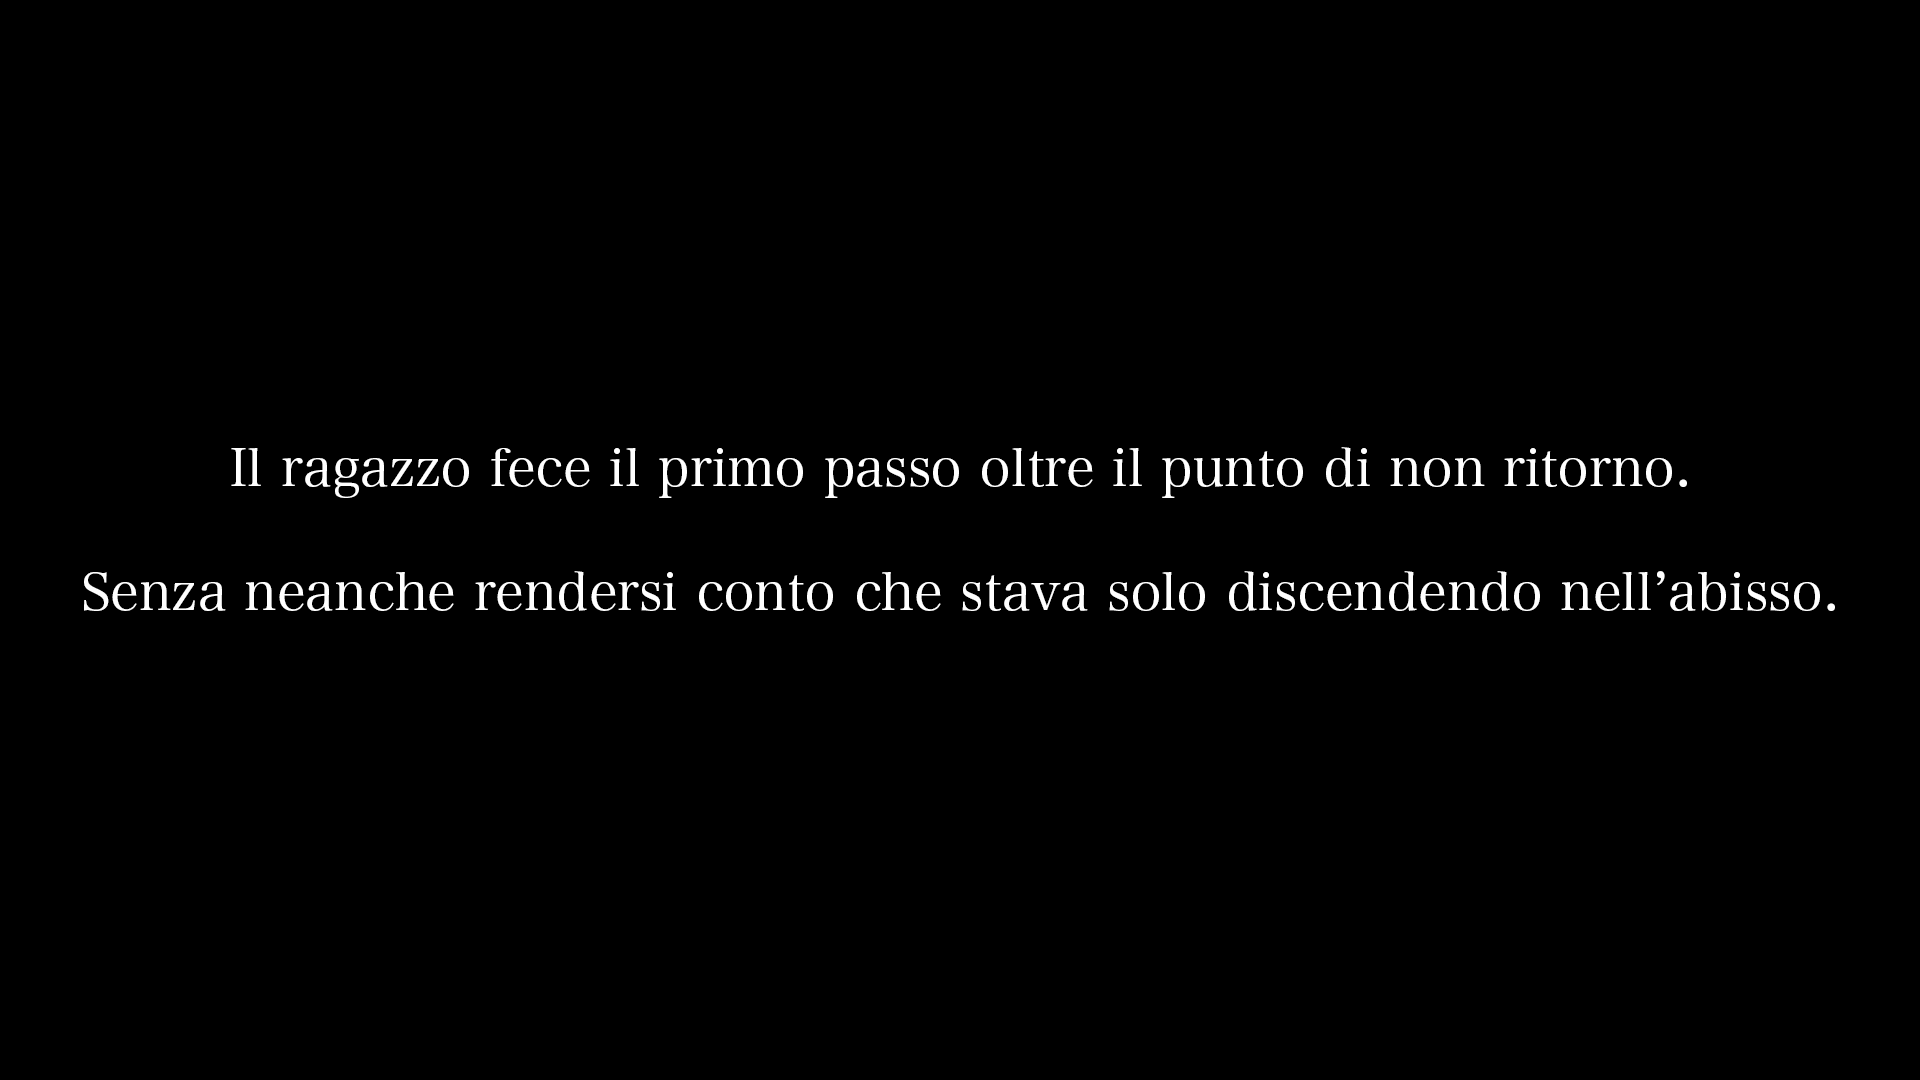 Il ragazzo fece il primo passo oltre il punto di non ritorno.
Senza neanche rendersi conto che stava solo discendendo nell’abisso.